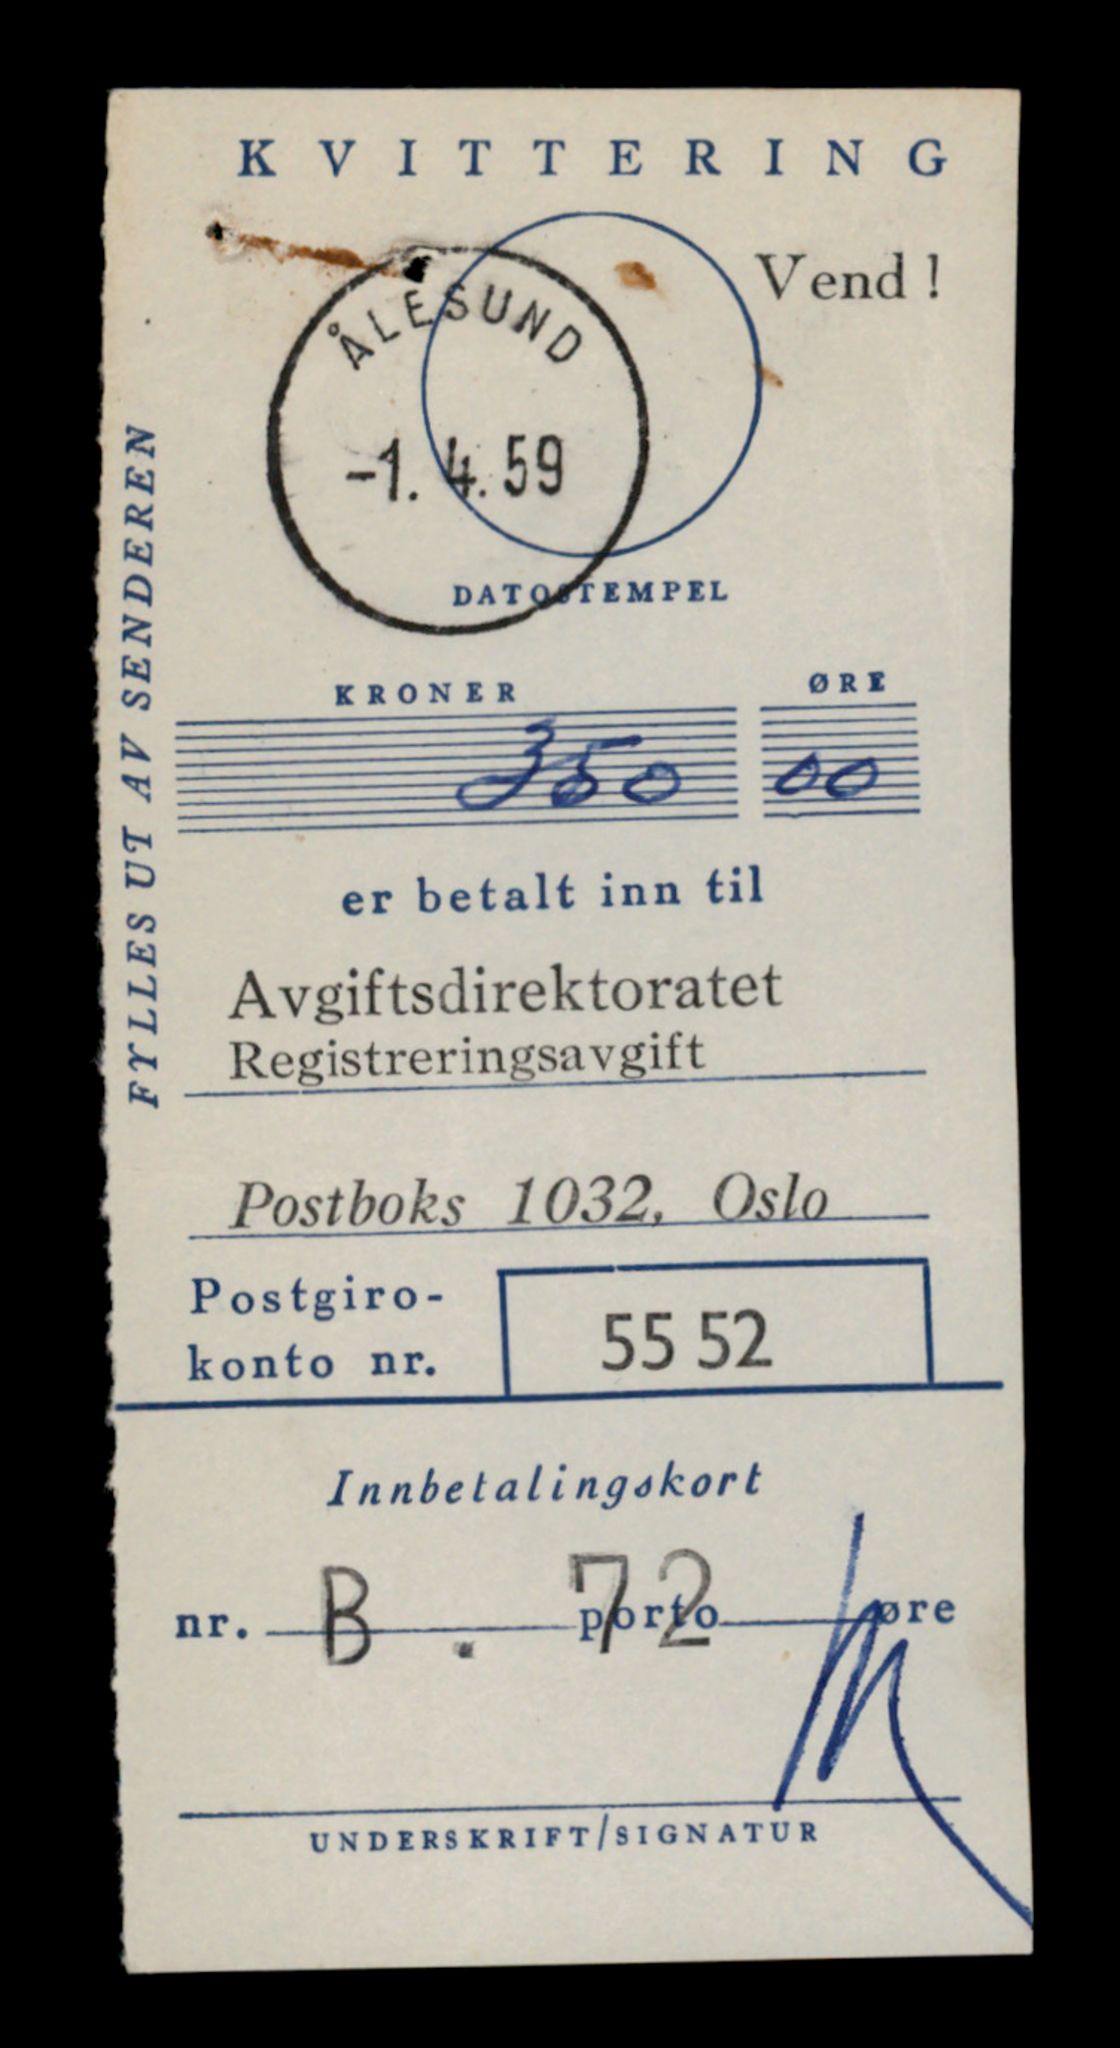 KVITTERING
Vend !
ÅLESUND
-1. 4. 59
DATOSTEMPEL
FYLLES UT AV SENDEREN
KRONER ØRE
350 00
er betalt inn til
Avgiftsdirektoratet
Registreringsavgift
Postboks 1032, Oslo
Postgiro-
konto nr.
55 52
Innbetalingskort
nr. B . 72 porto øre
UNDERSKRIFT/SIGNATUR